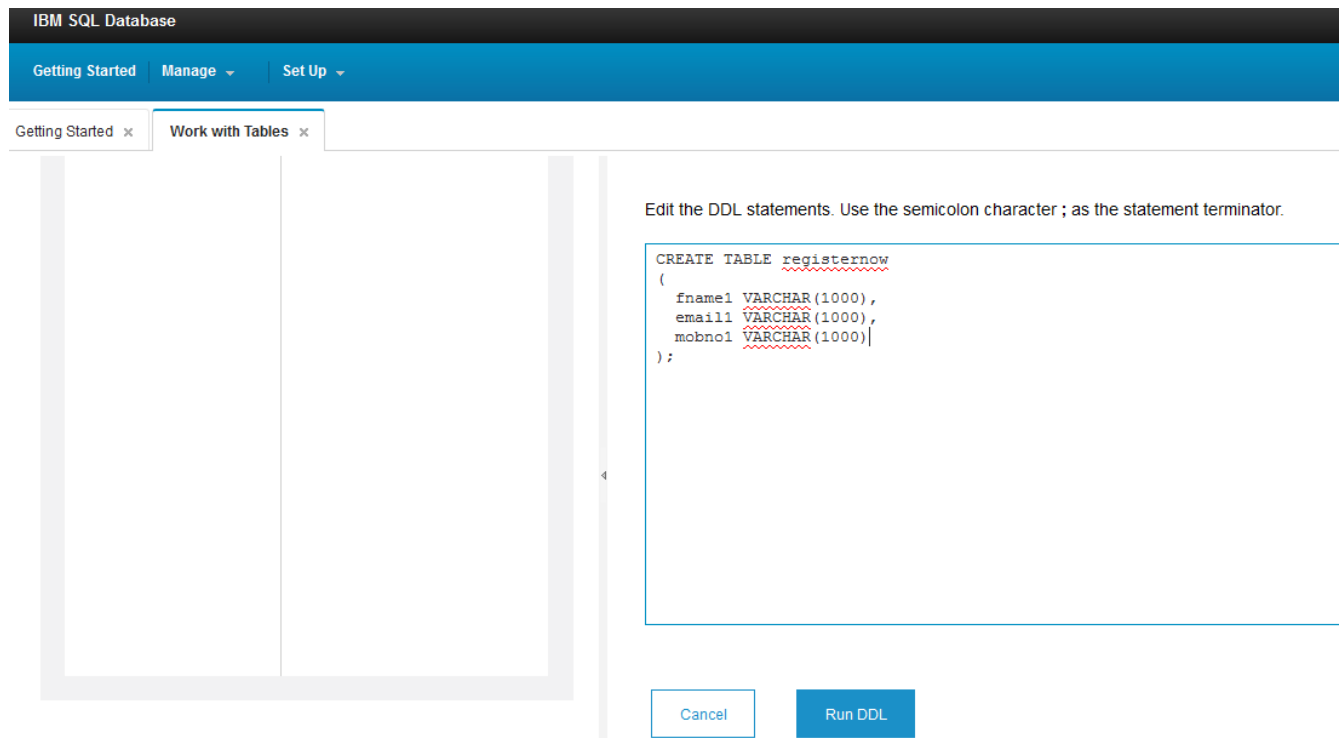 IBM SQL Database
Getting Started Manage Set Up
Getting Started × Work with Tables ×
Edit the DDL statements. Use the semicolon character ; as the statement terminator.
CREATE TABLE registernow
(
fname1 VARCHAR(1000),
email1 VARCHAR(1000),
mobno1 VARCHAR(1000)
);
Cancel Run DDL